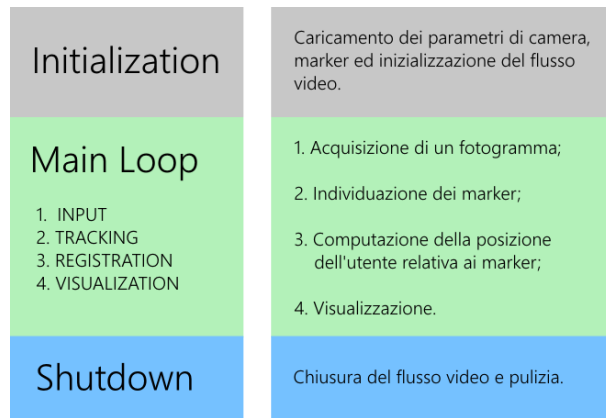 Initialization
Caricamento dei parametri di camera,
marker ed inizializzazione del flusso
video.
Main Loop
1. INPUT
2. TRACKING
3. REGISTRATION
4. VISUALIZATION
1. Acquisizione di un fotogramma;
2. Individuazione dei marker;
3. Computazione della posizione
dell'utente relativa ai marker;
4. Visualizzazione.
Shutdown
Chiusura del flusso video e pulizia.